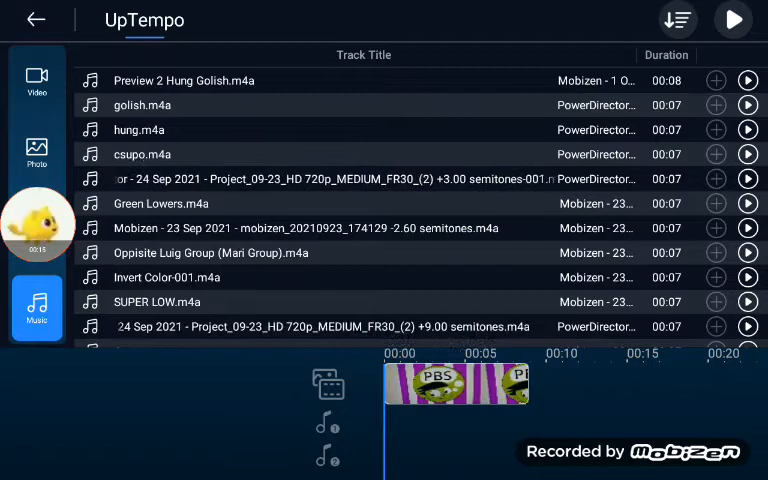 UpTempo
Track Title
Duration
Video
Preview 2 Hung Golish.m4a Mobizen - 1 O... 00:08
golish.m4a PowerDirector... 00:07
hung.m4a PowerDirector... 00:07
Photo
csupo.m4a PowerDirector... 00:07
or - 24 Sep 2021 - Project_09-23_HD 720p_MEDIUM_FR30_(2) +3.00 semitones-001.m PowerDirector... 00:07
Green Lowers.m4a Mobizen - 23... 00:07
Mobizen - 23 Sep 2021 - mobizen_20210923_174129 -2.60 semitones.m4a Mobizen - 23... 00:07
00:15
Oppisite Luig Group (Mari Group).m4a Mobizen - 23... 00:07
Invert Color-001.m4a Mobizen - 23... 00:07
SUPER LOW.m4a Mobizen - 23... 00:07
Music
24 Sep 2021 - Project_09-23_HD 720p_MEDIUM_FR30_(2) +9.00 semitones.m4a PowerDirector... 00:07
00:00 00:05 00:10 00:15 00:20
PBS P
1
2
Recorded by Mobizen